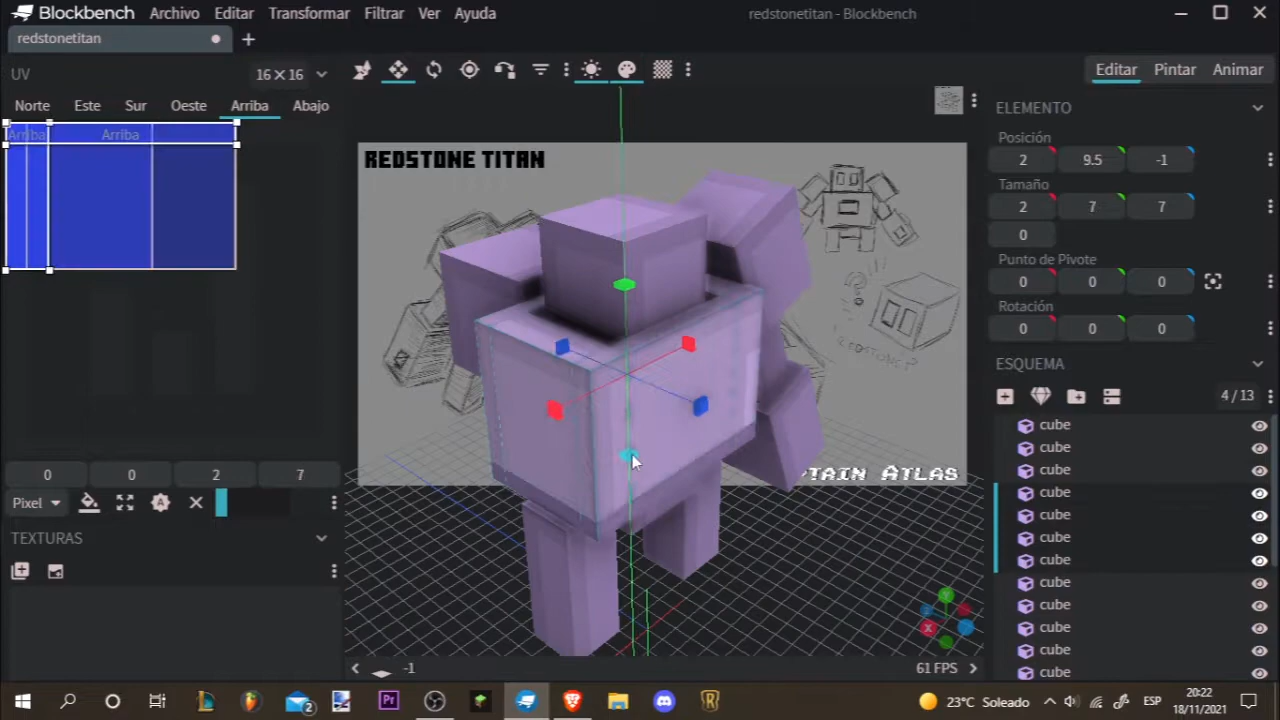 Blockbench Archivo Editar Transformar Filtrar Ver Ayuda redstonetitan - Blockbench
redstonetitan
UV 16×16
Editar Pintar Animar
Norte Este Sur Oeste Arriba Abajo
Arriba Arriba
ELEMENTO
Posición
2 9.5 -1
Tamaño
2 7 7
0
Punto de Pivote
0 0 0
Rotación
0 0 0
REDSTONE TITAN
TAIN ATLAS
ESQUEMA
4 / 13
cube
cube
cube
cube
cube
cube
cube
cube
cube
cube
cube
cube
0 0 2 7
Pixel
TEXTURAS
-1 61 FPS
23°C Soleado ESP 20:22
18/11/2021